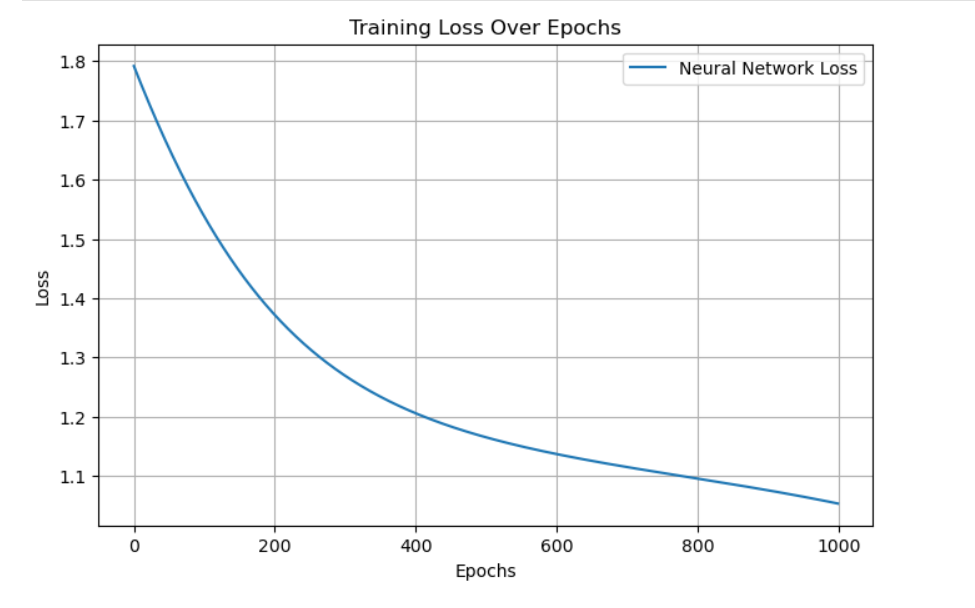 Training Loss Over Epochs
Neural Network Loss
1.8
1.7
1.6
1.5
1.4
1.3
1.2
1.1
Loss
0 200 400 600 800 1000
Epochs